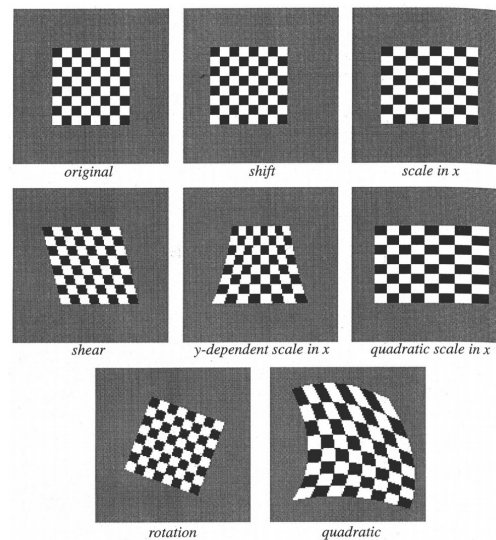 original
shift
scale in x
shear
y-dependent scale in x
quadratic scale in x
rotation
quadratic